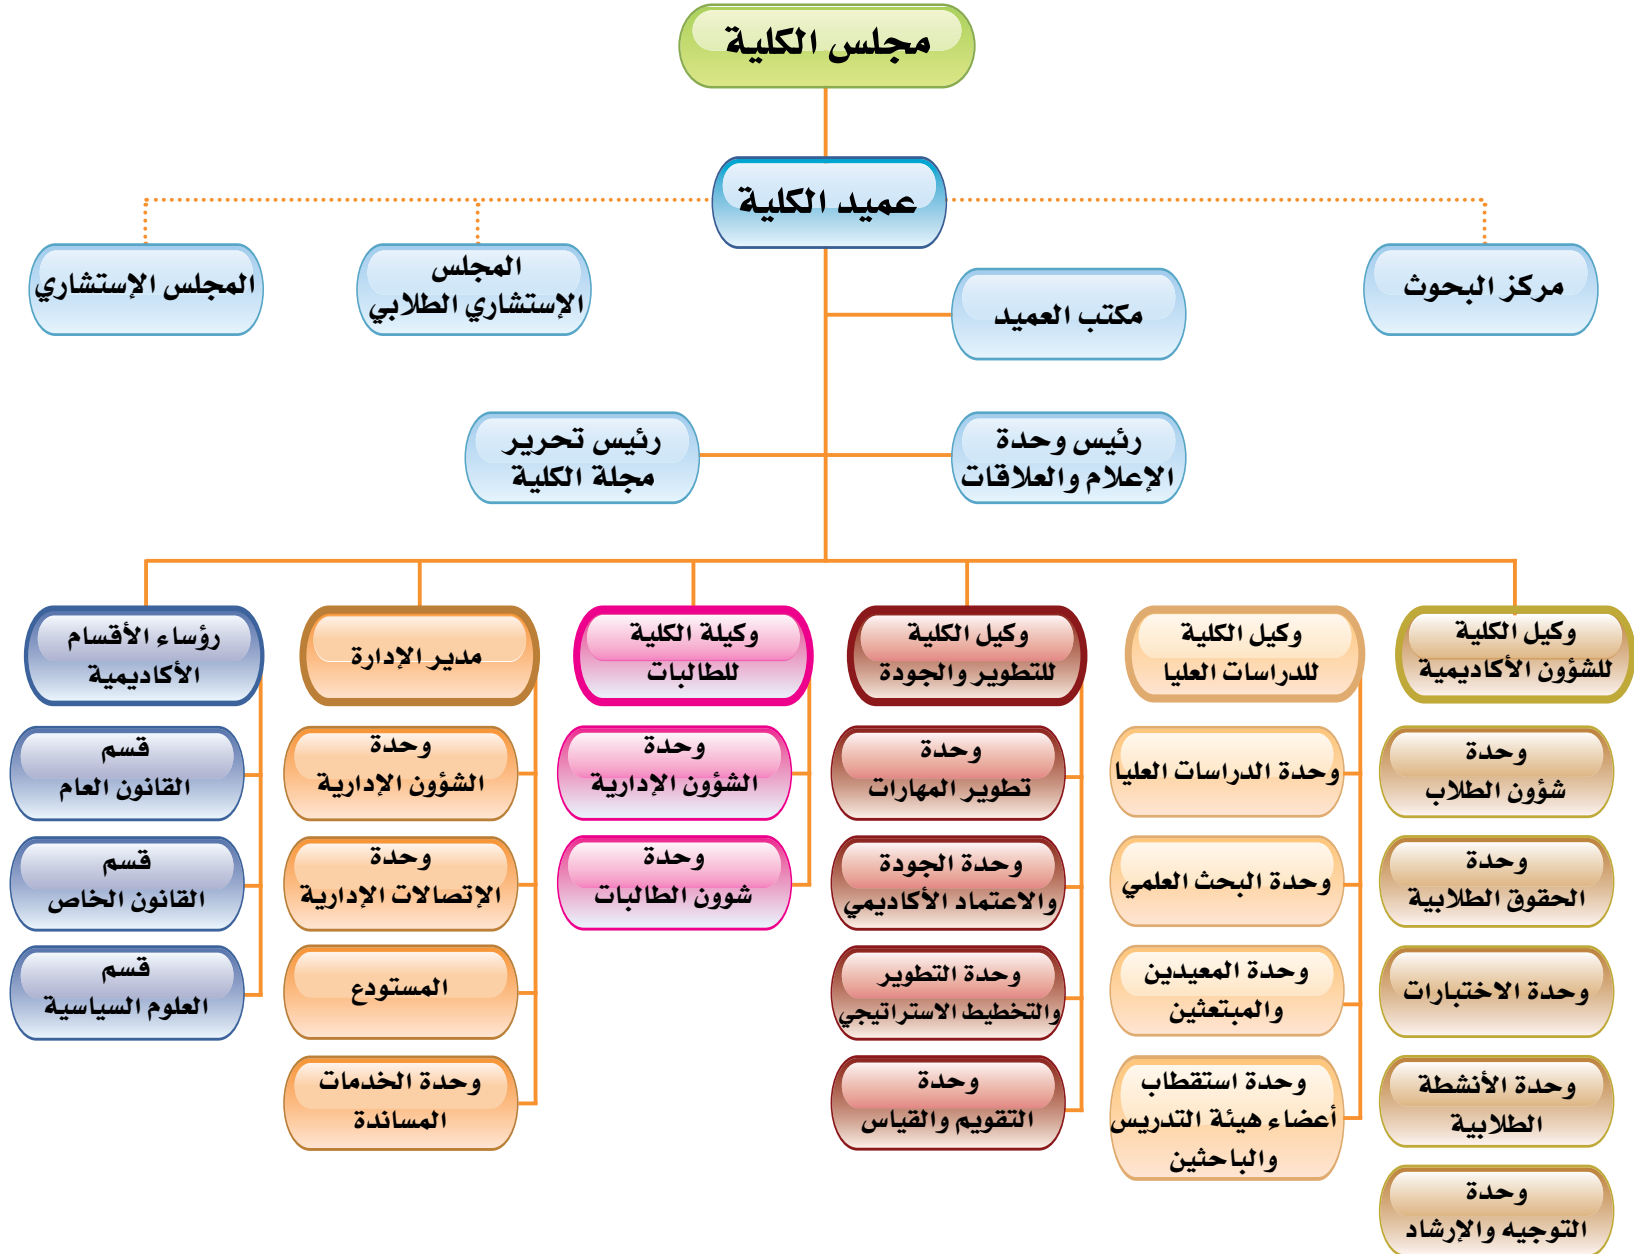 مجلس الكلية
عميد الكلية
مركز البحوث
المجلس
الإستشاري الطلابي
المجلس الإستشاري
مكتب العميد
رئيس وحدة
الإعلام والعلاقات
رئيس تحرير
مجلة الكلية
وكيل الكلية
للشؤون الأكاديمية
وحدة
شؤون الطلاب
وحدة
الحقوق الطلابية
وحدة الاختبارات
وحدة الأنشطة
الطلابية
وحدة
التوجيه والإرشاد
وكيل الكلية
للدراسات العليا
وحدة الدراسات العليا
وحدة البحث العلمي
وحدة المعيدين
والمبتعثين
وحدة استقطاب
أعضاء هيئة التدريس
والباحثين
وكيل الكلية
للتطوير والجودة
وحدة
تطوير المهارات
وحدة الجودة
والاعتماد الأكاديمي
وحدة التطوير
والتخطيط الاستراتيجي
وحدة
التقويم والقياس
وكيلة الكلية
للطالبات
وحدة
الشؤون الإدارية
وحدة
شوون الطالبات
مدير الإدارة
وحدة
الشؤون الإدارية
وحدة
الإتصالات الإدارية
المستودع
وحدة الخدمات
المساندة
رؤساء الأقسام
الأكاديمية
قسم
القانون العام
قسم
القانون الخاص
قسم
العلوم السياسية